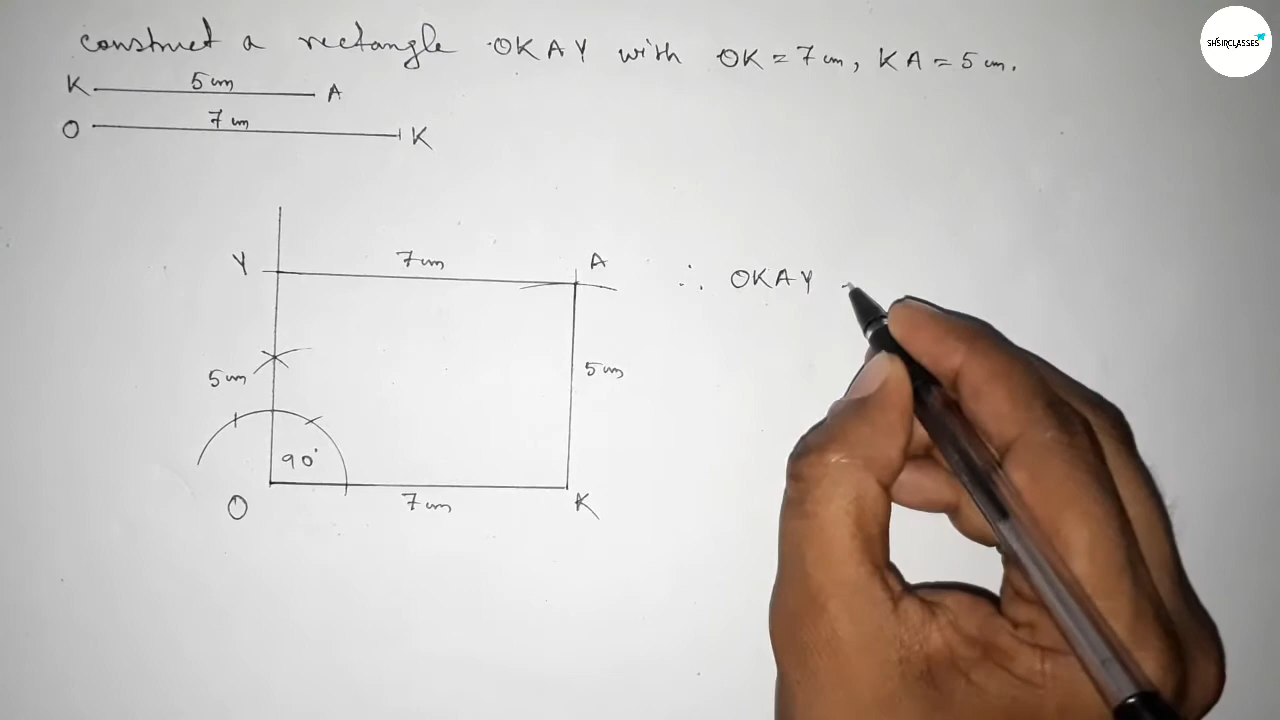 construct a rectangle OKAY with OK = 7 cm, KA = 5 cm.
SHSIRCLASSES
K 5 cm A
O 7 cm K
Y 7 cm A
∴ OKAY
5 cm 5 cm
90°
O 7 cm K